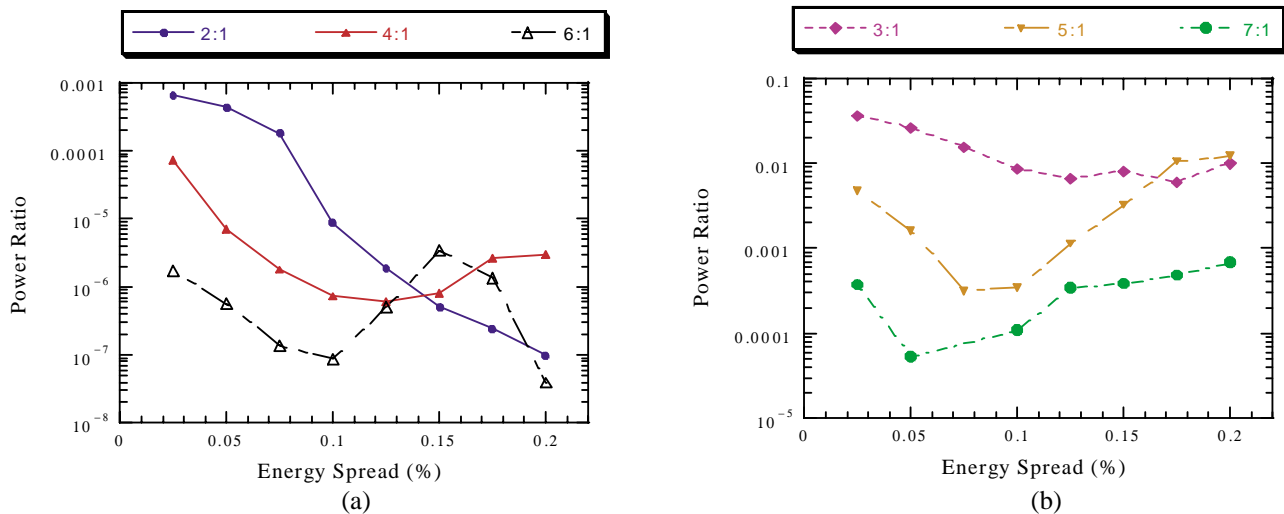 2:1 4:1 6:1
0.001
0.0001
10⁻⁵
10⁻⁶
10⁻⁷
10⁻⁸
Power Ratio
0 0.05 0.1 0.15 0.2
Energy Spread (%)
(a)
3:1 5:1 7:1
0.1
0.01
0.001
0.0001
10⁻⁵
Power Ratio
0 0.05 0.1 0.15 0.2
Energy Spread (%)
(b)